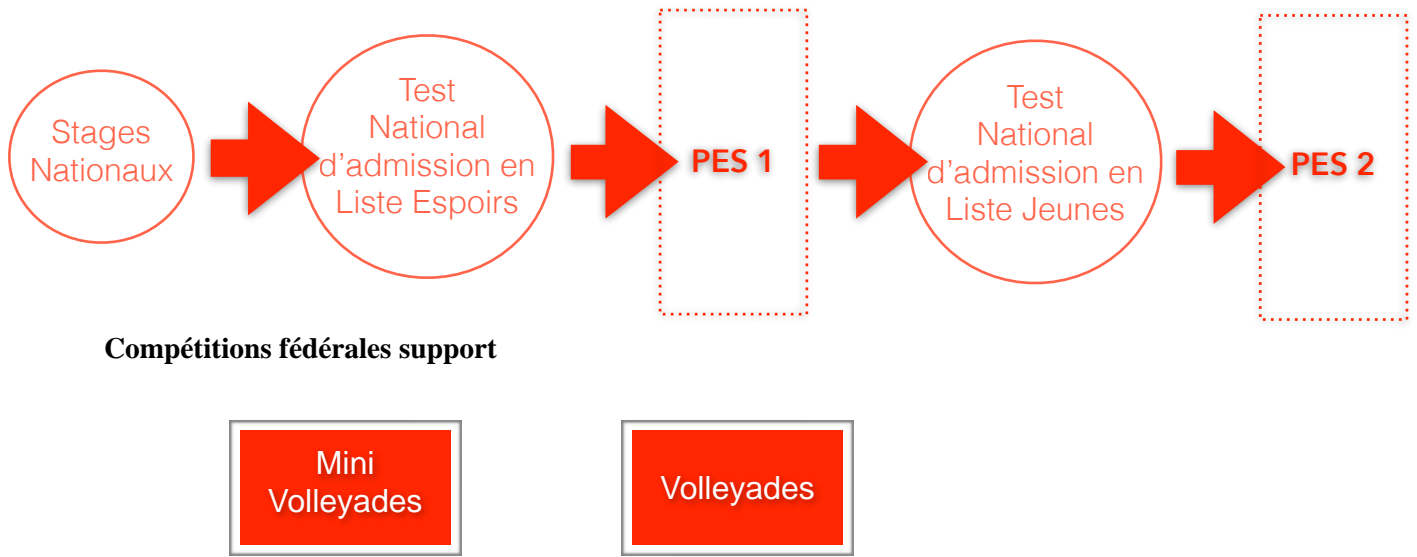 Stages
Nationaux
Test
National
d’admission en
Liste Espoirs
PES 1
Test
National
d’admission en
Liste Jeunes
PES 2
Compétitions fédérales support
Mini
Volleyades
Volleyades